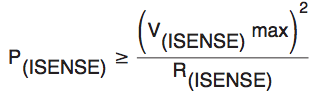 P(ISENSE) ≥ (V(ISENSE) max)² / R(ISENSE)